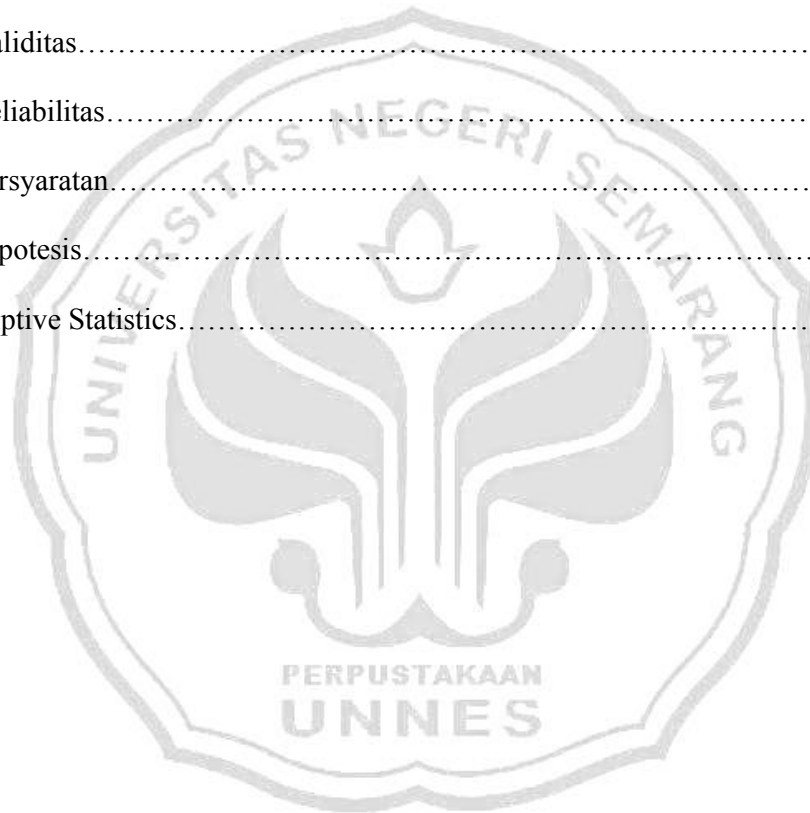 aliditas……………………………………………………………………
eliabilitas…………………………………………………………………
rsyaratan…………………………………………………………………
potesis……………………………………………………………………
ptive Statistics……………………………………………………………
UNIVERSITAS NEGERI SEMARANG
PERPUSTAKAAN
UNNES